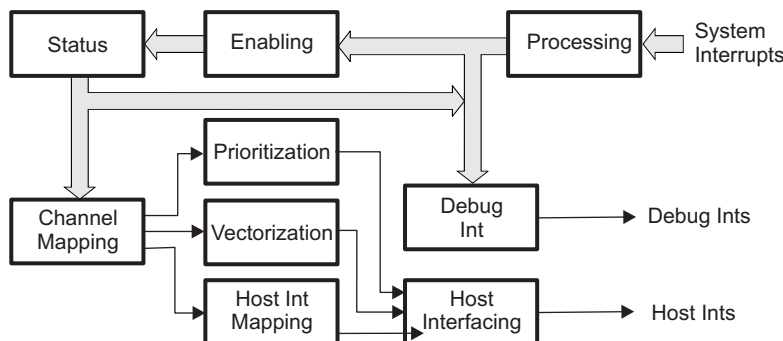 Status
Enabling
Processing
System
Interrupts
Prioritization
Channel
Mapping
Vectorization
Debug
Int
Debug Ints
Host Int
Mapping
Host
Interfacing
Host Ints